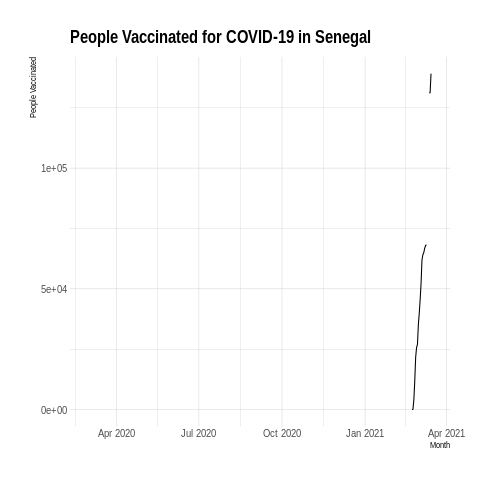 People Vaccinated for COVID-19 in Senegal
People Vaccinated
1e+05
5e+04
0e+00
Apr 2020
Jul 2020
Oct 2020
Jan 2021
Apr 2021
Month